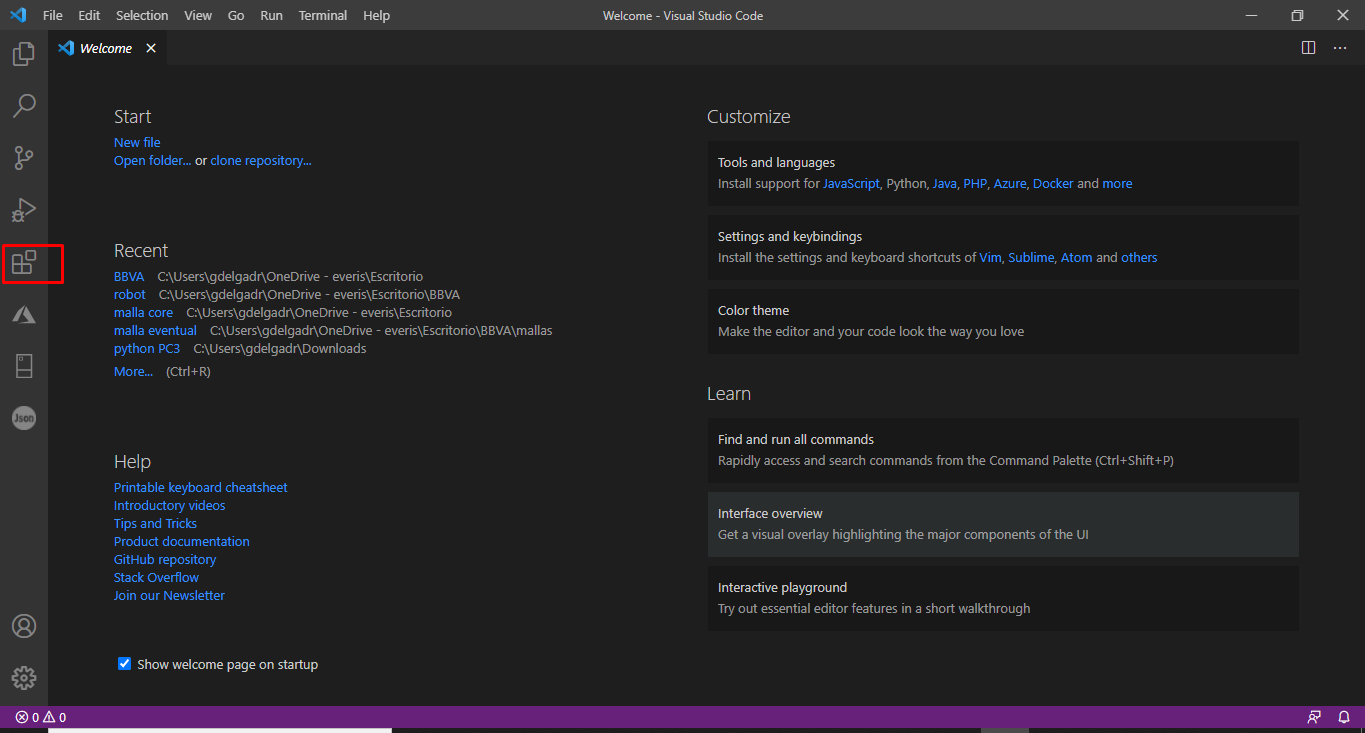 File Edit Selection View Go Run Terminal Help Welcome - Visual Studio Code
Welcome
Start
New file
Open folder... or clone repository...
Recent
BBVA C:\Users\gdelgadr\OneDrive - everis\Escritorio
robot C:\Users\gdelgadr\OneDrive - everis\Escritorio\BBVA
malla core C:\Users\gdelgadr\OneDrive - everis\Escritorio
malla eventual C:\Users\gdelgadr\OneDrive - everis\Escritorio\BBVA\mallas
python PC3 C:\Users\gdelgadr\Downloads
More... (Ctrl+R)
Help
Printable keyboard cheatsheet
Introductory videos
Tips and Tricks
Product documentation
GitHub repository
Stack Overflow
Join our Newsletter
Show welcome page on startup
Customize
Tools and languages
Install support for JavaScript, Python, Java, PHP, Azure, Docker and more
Settings and keybindings
Install the settings and keyboard shortcuts of Vim, Sublime, Atom and others
Color theme
Make the editor and your code look the way you love
Learn
Find and run all commands
Rapidly access and search commands from the Command Palette (Ctrl+Shift+P)
Interface overview
Get a visual overlay highlighting the major components of the UI
Interactive playground
Try out essential editor features in a short walkthrough
Json
0 0